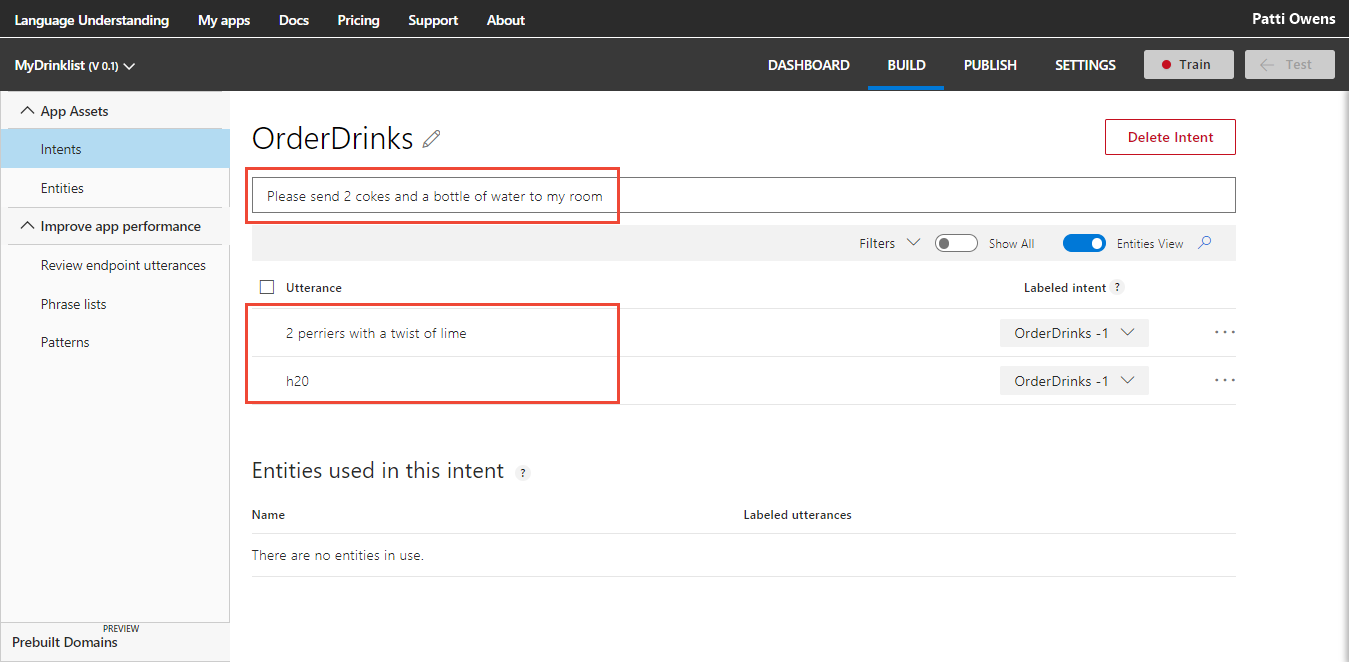 Language Understanding My apps Docs Pricing Support About Patti Owens
MyDrinklist (V 0.1) DASHBOARD BUILD PUBLISH SETTINGS Train Test
App Assets
Intents
Entities
Improve app performance
Review endpoint utterances
Phrase lists
Patterns
PREVIEW
Prebuilt Domains
OrderDrinks Delete Intent
Please send 2 cokes and a bottle of water to my room
Filters Show All Entities View
Utterance Labeled intent ?
2 perriers with a twist of lime OrderDrinks -1 ...
h20 OrderDrinks -1 ...
Entities used in this intent ?
Name Labeled utterances
There are no entities in use.